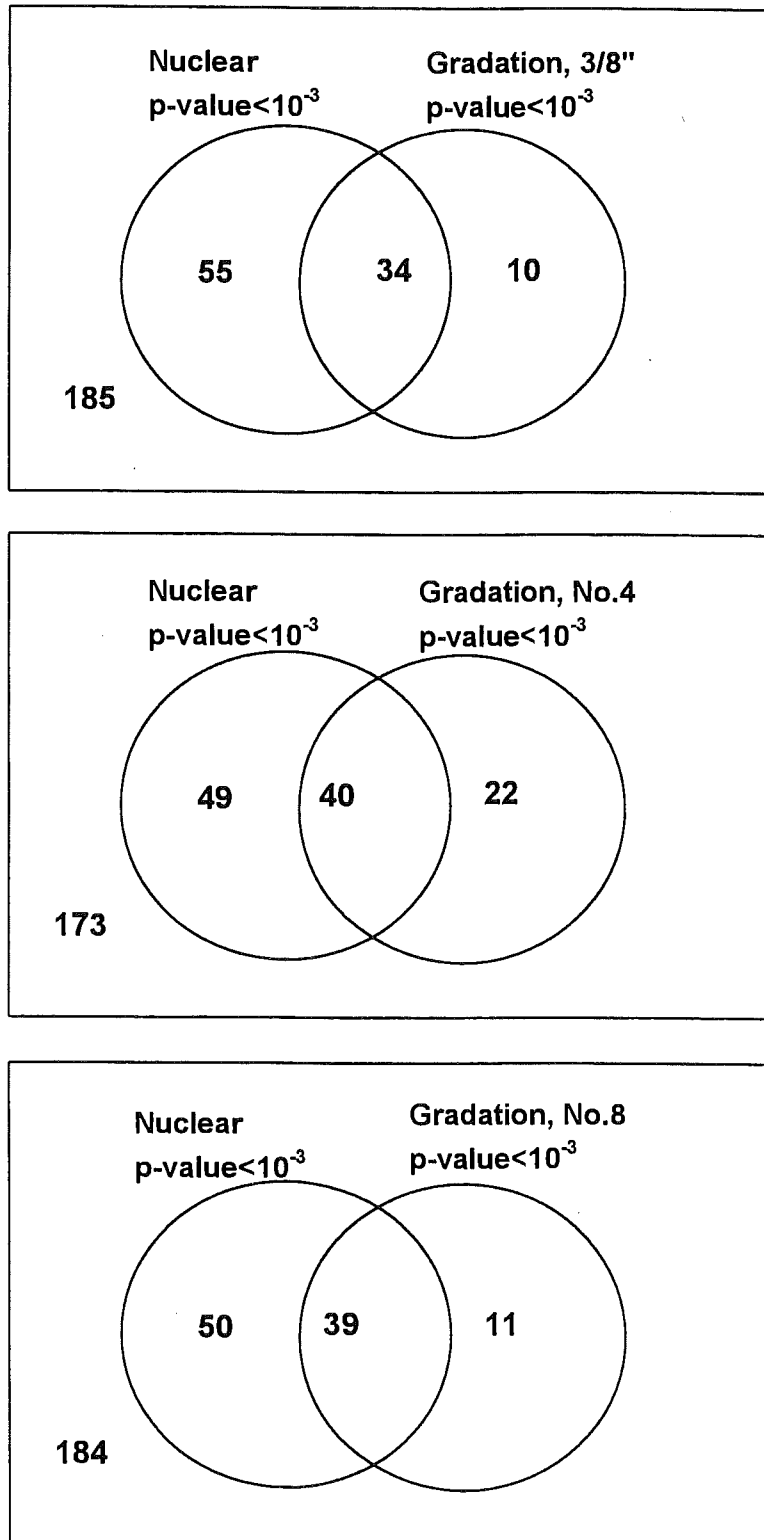 Nuclear Gradation, 3/8"
p-value<10⁻³ p-value<10⁻³
55 34 10
185
Nuclear Gradation, No.4
p-value<10⁻³ p-value<10⁻³
49 40 22
173
Nuclear Gradation, No.8
p-value<10⁻³ p-value<10⁻³
50 39 11
184